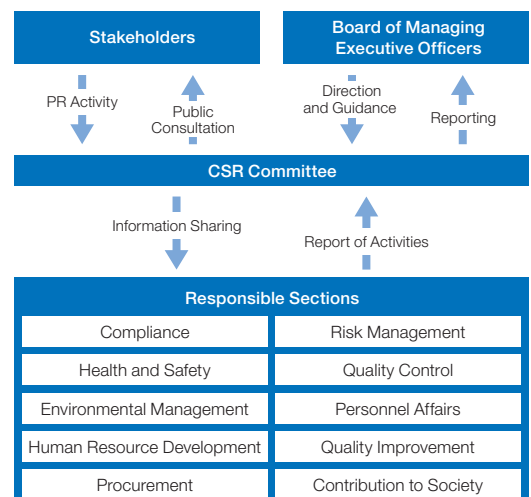 Stakeholders
Board of Managing
Executive Officers
PR Activity
Public
Consultation
Direction
and Guidance
Reporting
CSR Committee
Information Sharing
Report of Activities
Responsible Sections
Compliance
Risk Management
Health and Safety
Quality Control
Environmental Management
Personnel Affairs
Human Resource Development
Quality Improvement
Procurement
Contribution to Society